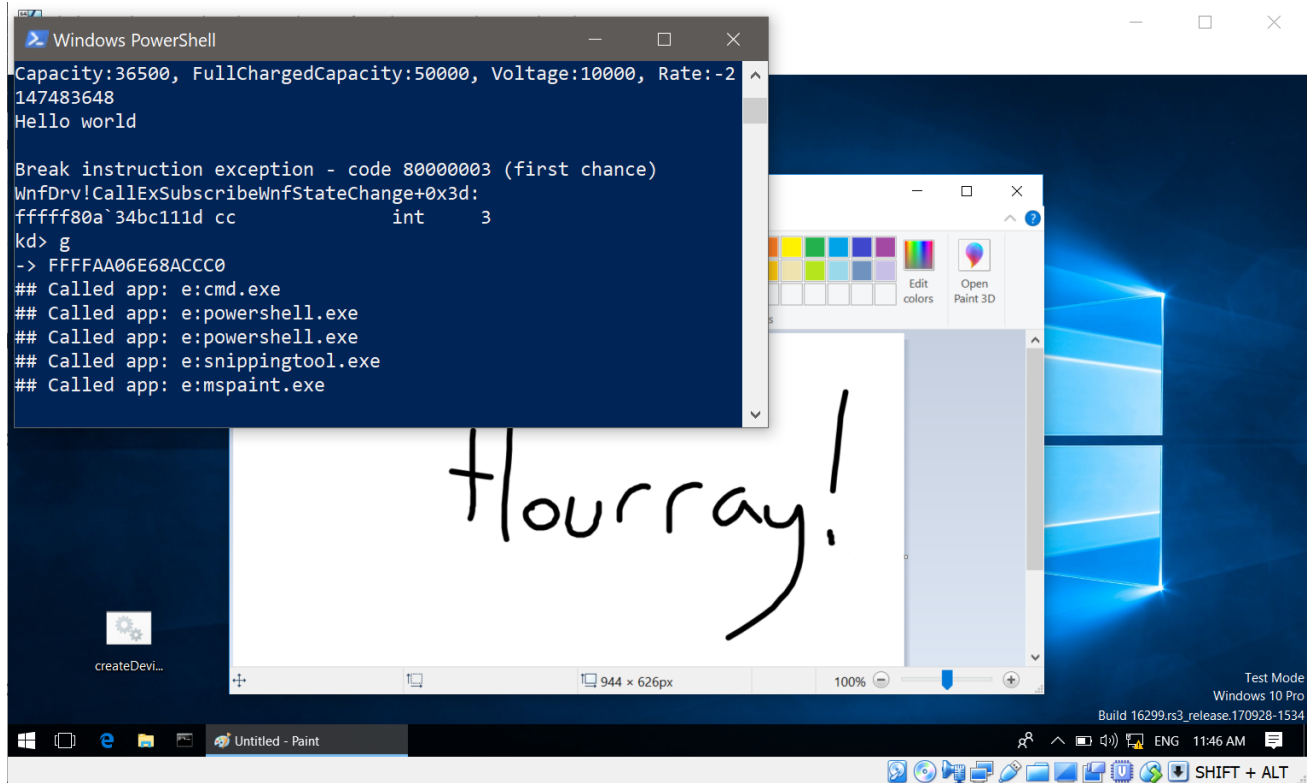 Windows PowerShell
Capacity:36500, FullChargedCapacity:50000, Voltage:10000, Rate:-2
147483648
Hello world
Break instruction exception - code 80000003 (first chance)
WnfDrv!CallExSubscribeWnfStateChange+0x3d:
fffff80a`34bc111d cc int 3
kd> g
-> FFFFAA06E68ACCC0
## Called app: e:cmd.exe
## Called app: e:powershell.exe
## Called app: e:powershell.exe
## Called app: e:snippingtool.exe
## Called app: e:mspaint.exe
Edit
colors
Open
Paint 3D
Hourray!
createDevi...
944 × 626px
100%
Test Mode
Windows 10 Pro
Build 16299.rs3_release.170928-1534
Untitled - Paint
ENG
11:46 AM
SHIFT + ALT